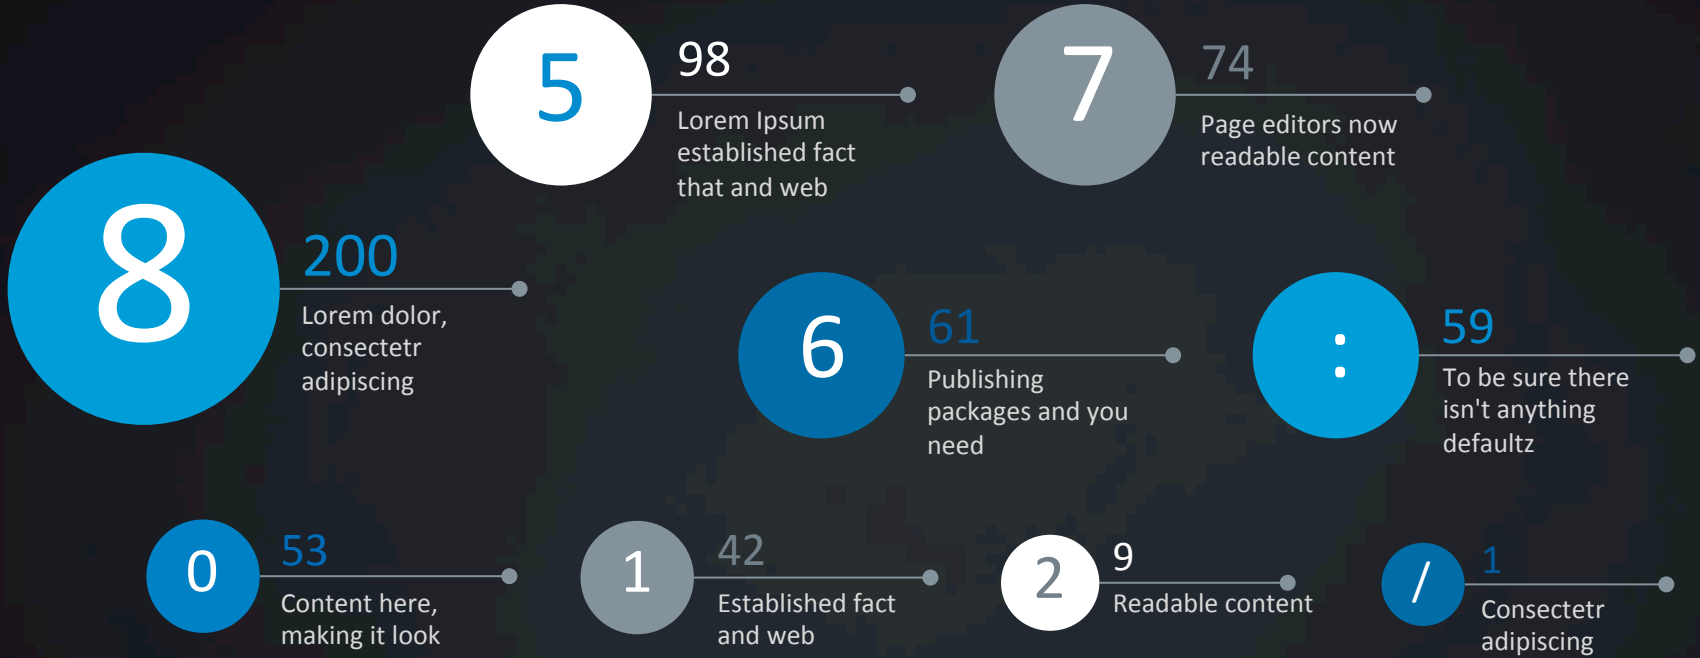 5
98
Lorem Ipsum
established fact
that and web
7
74
Page editors now
readable content
8
200
Lorem dolor,
consectetr
adipiscing
6
61
Publishing
packages and you
need
:
59
To be sure there
isn't anything
defaultz
0
53
Content here,
making it look
1
42
Established fact
and web
2
9
Readable content
/
1
Consectetr
adipiscing